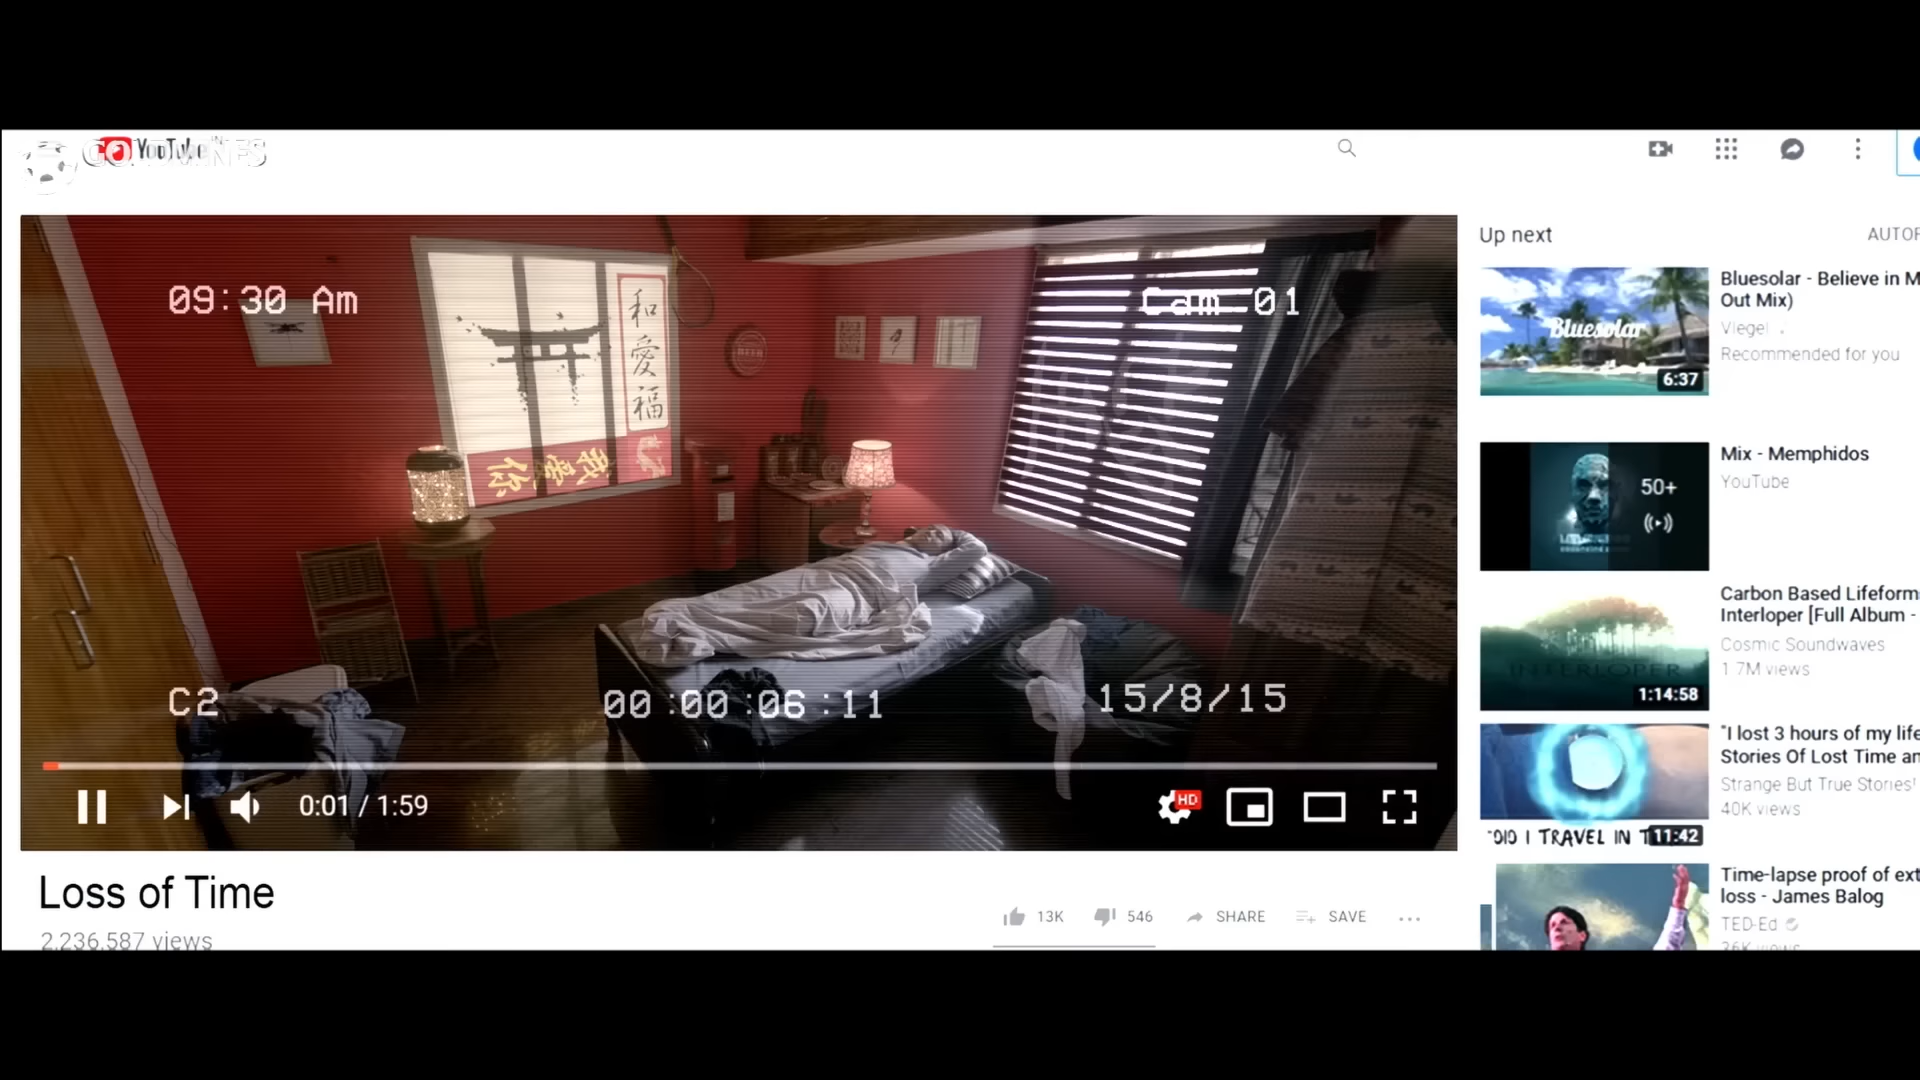 YouTube
09:30 Am
Cam 01
和
愛
福
BEER
C2
00:00:06:11
15/8/15
0:01 / 1:59
HD
Loss of Time
2,236,587 views
13K
546
SHARE
SAVE
Up next
Bluesolar
6:37
Bluesolar - Believe in M
Out Mix)
Viegel
Recommended for you
50+
Mix - Memphidos
YouTube
INTERLOPER
1:14:58
Carbon Based Lifeform
Interloper [Full Album -
Cosmic Soundwaves
1.7M views
"DID I TRAVEL IN T
11:42
"I lost 3 hours of my life
Stories Of Lost Time an
Strange But True Stories!
40K views
Time-lapse proof of ext
loss - James Balog
TED-Ed
36K views